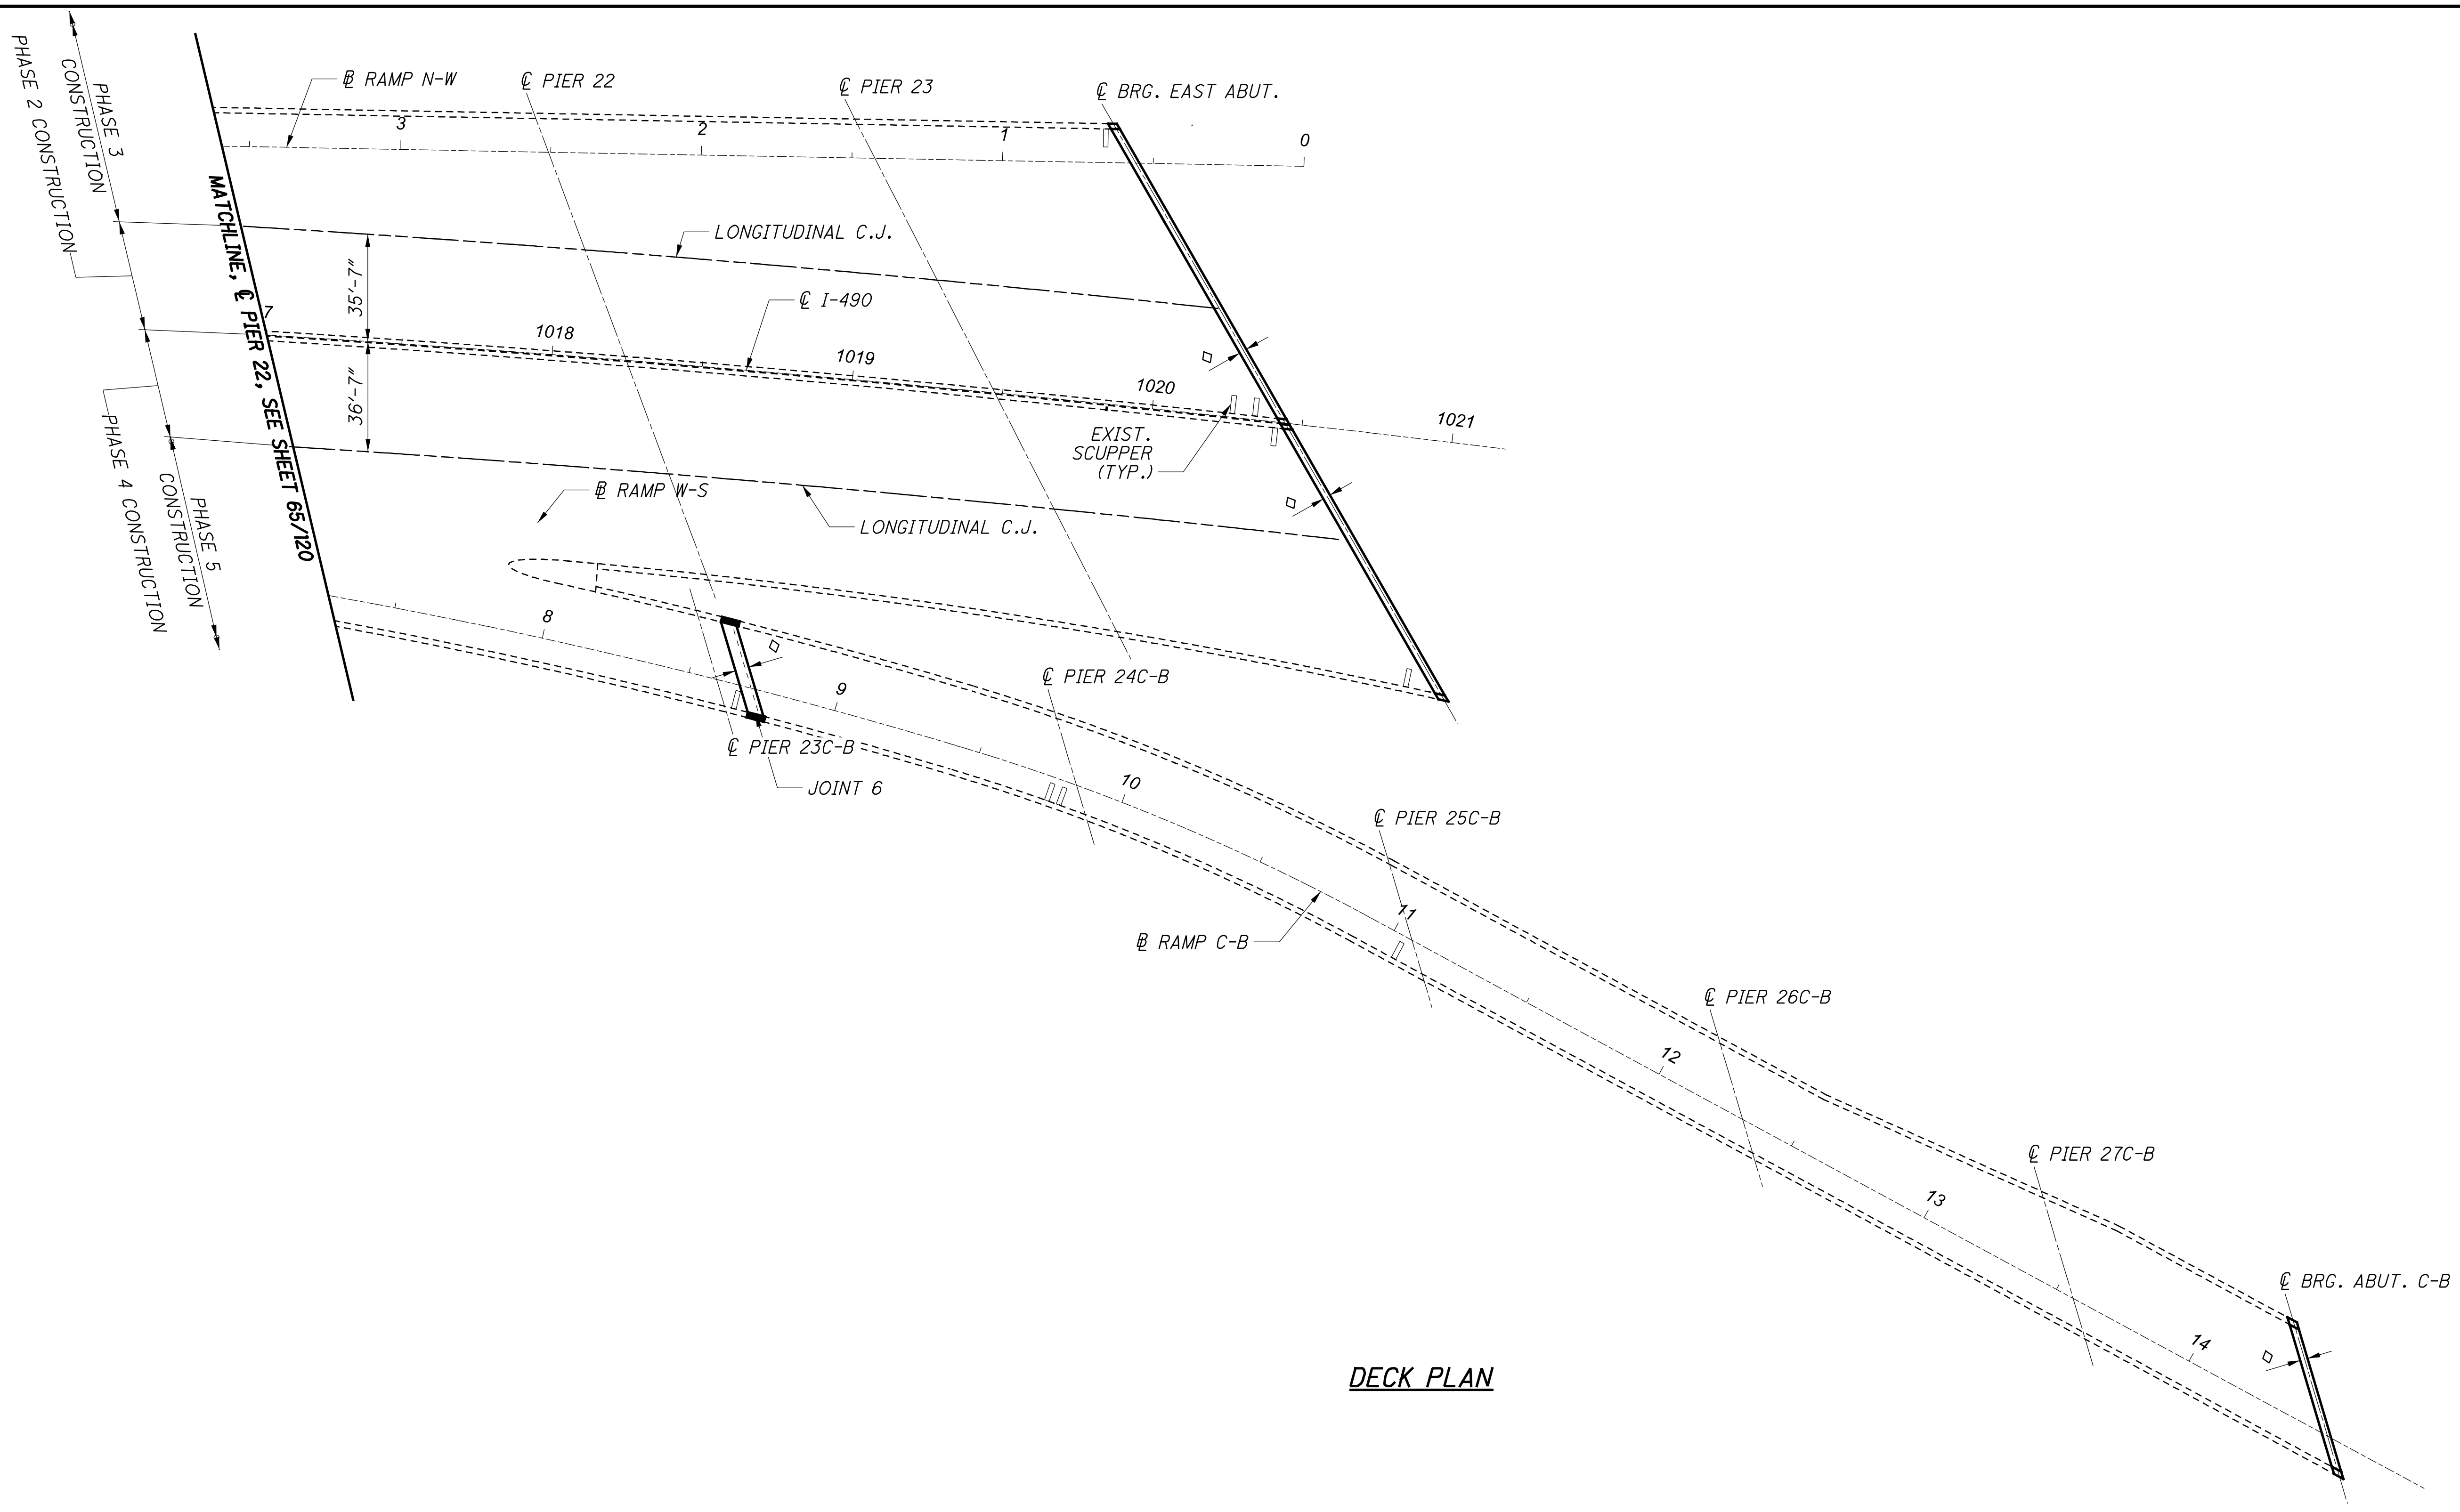 PHASE 3
CONSTRUCTION
PHASE 2 CONSTRUCTION
℄ RAMP N-W
℄ PIER 22
℄ PIER 23
℄ BRG. EAST ABUT.
3
2
1
0
MATCHLINE, ℄ PIER 22, SEE SHEET 65/120
LONGITUDINAL C.J.
35'-7"
℄ I-490
7
1018
1019
1020
1021
36'-7"
EXIST.
SCUPPER
(TYP.)
PHASE 5
CONSTRUCTION
PHASE 4 CONSTRUCTION
℄ RAMP W-S
LONGITUDINAL C.J.
8
9
10
11
12
13
14
℄ PIER 23C-B
JOINT 6
℄ PIER 24C-B
℄ PIER 25C-B
℄ RAMP C-B
℄ PIER 26C-B
℄ PIER 27C-B
℄ BRG. ABUT. C-B
DECK PLAN